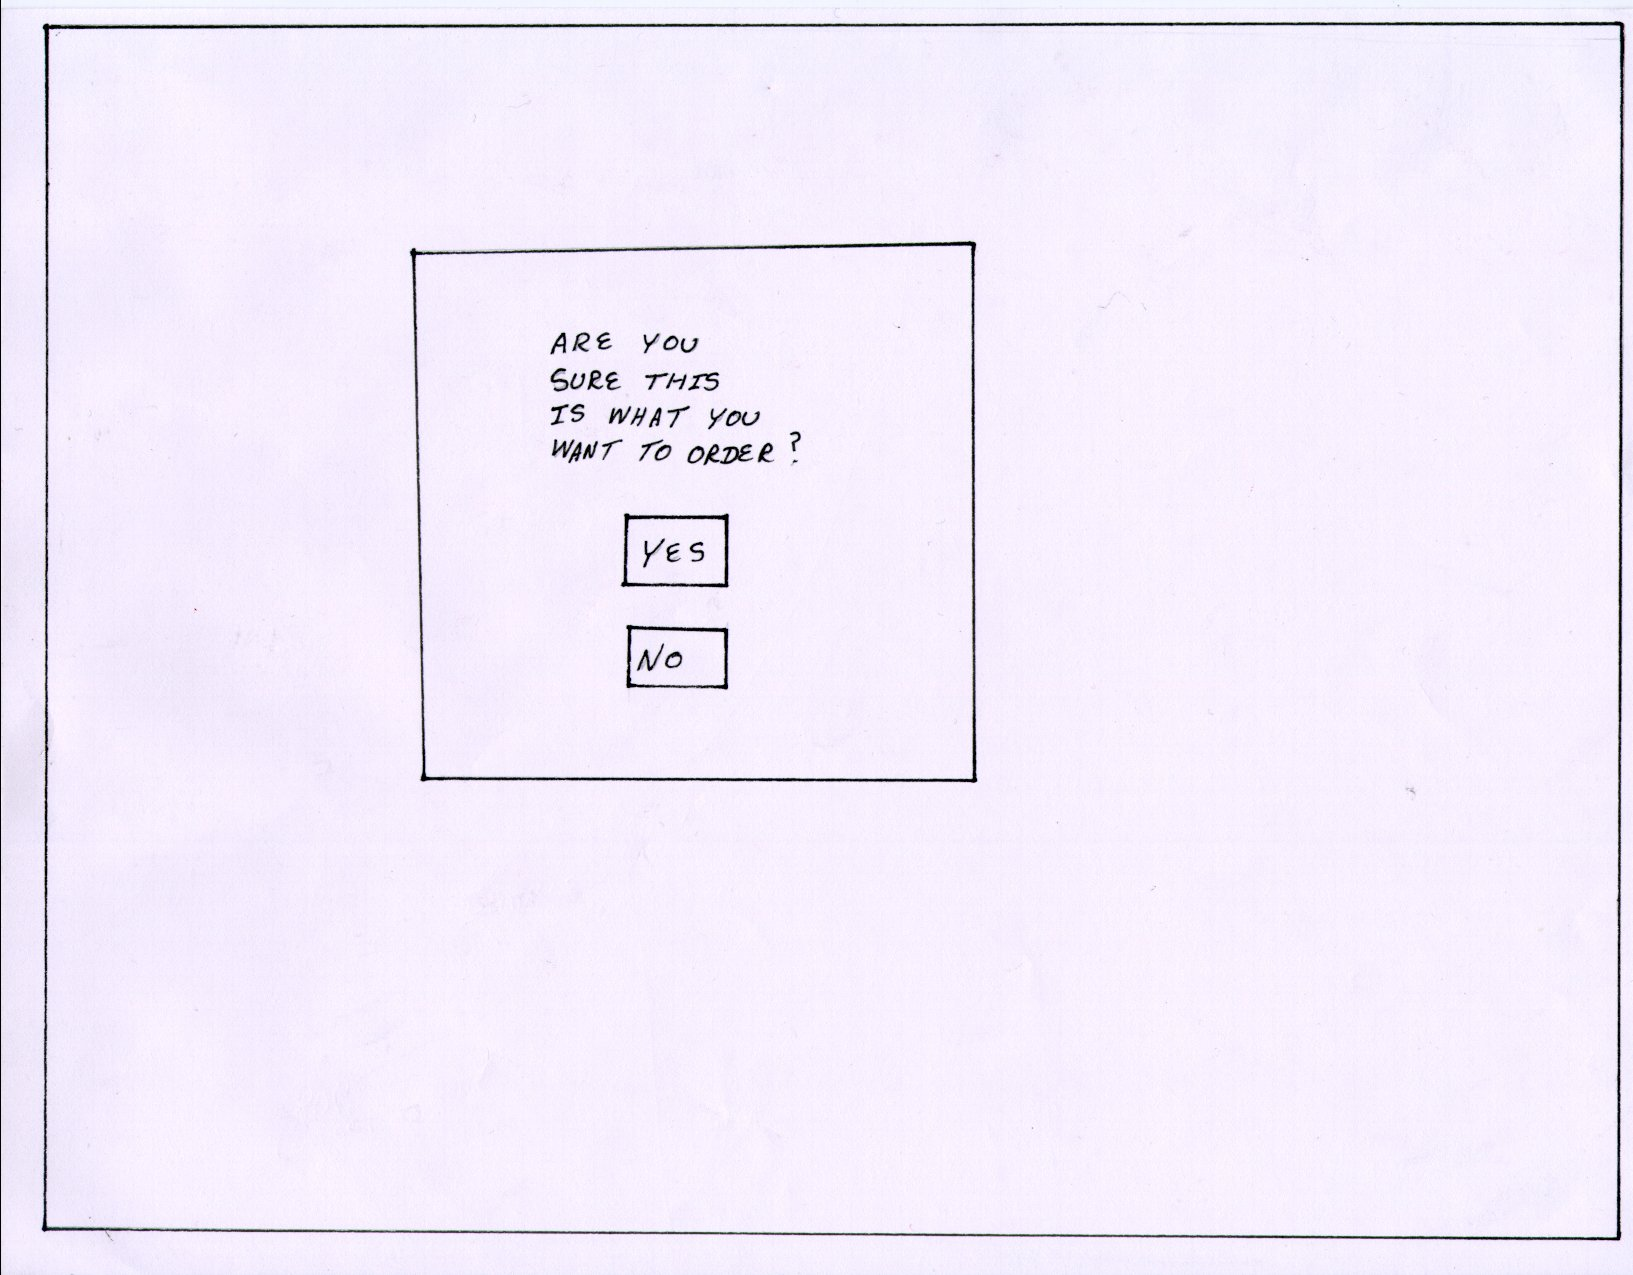 ARE YOU
SURE THIS
IS WHAT YOU
WANT TO ORDER?
YES
NO